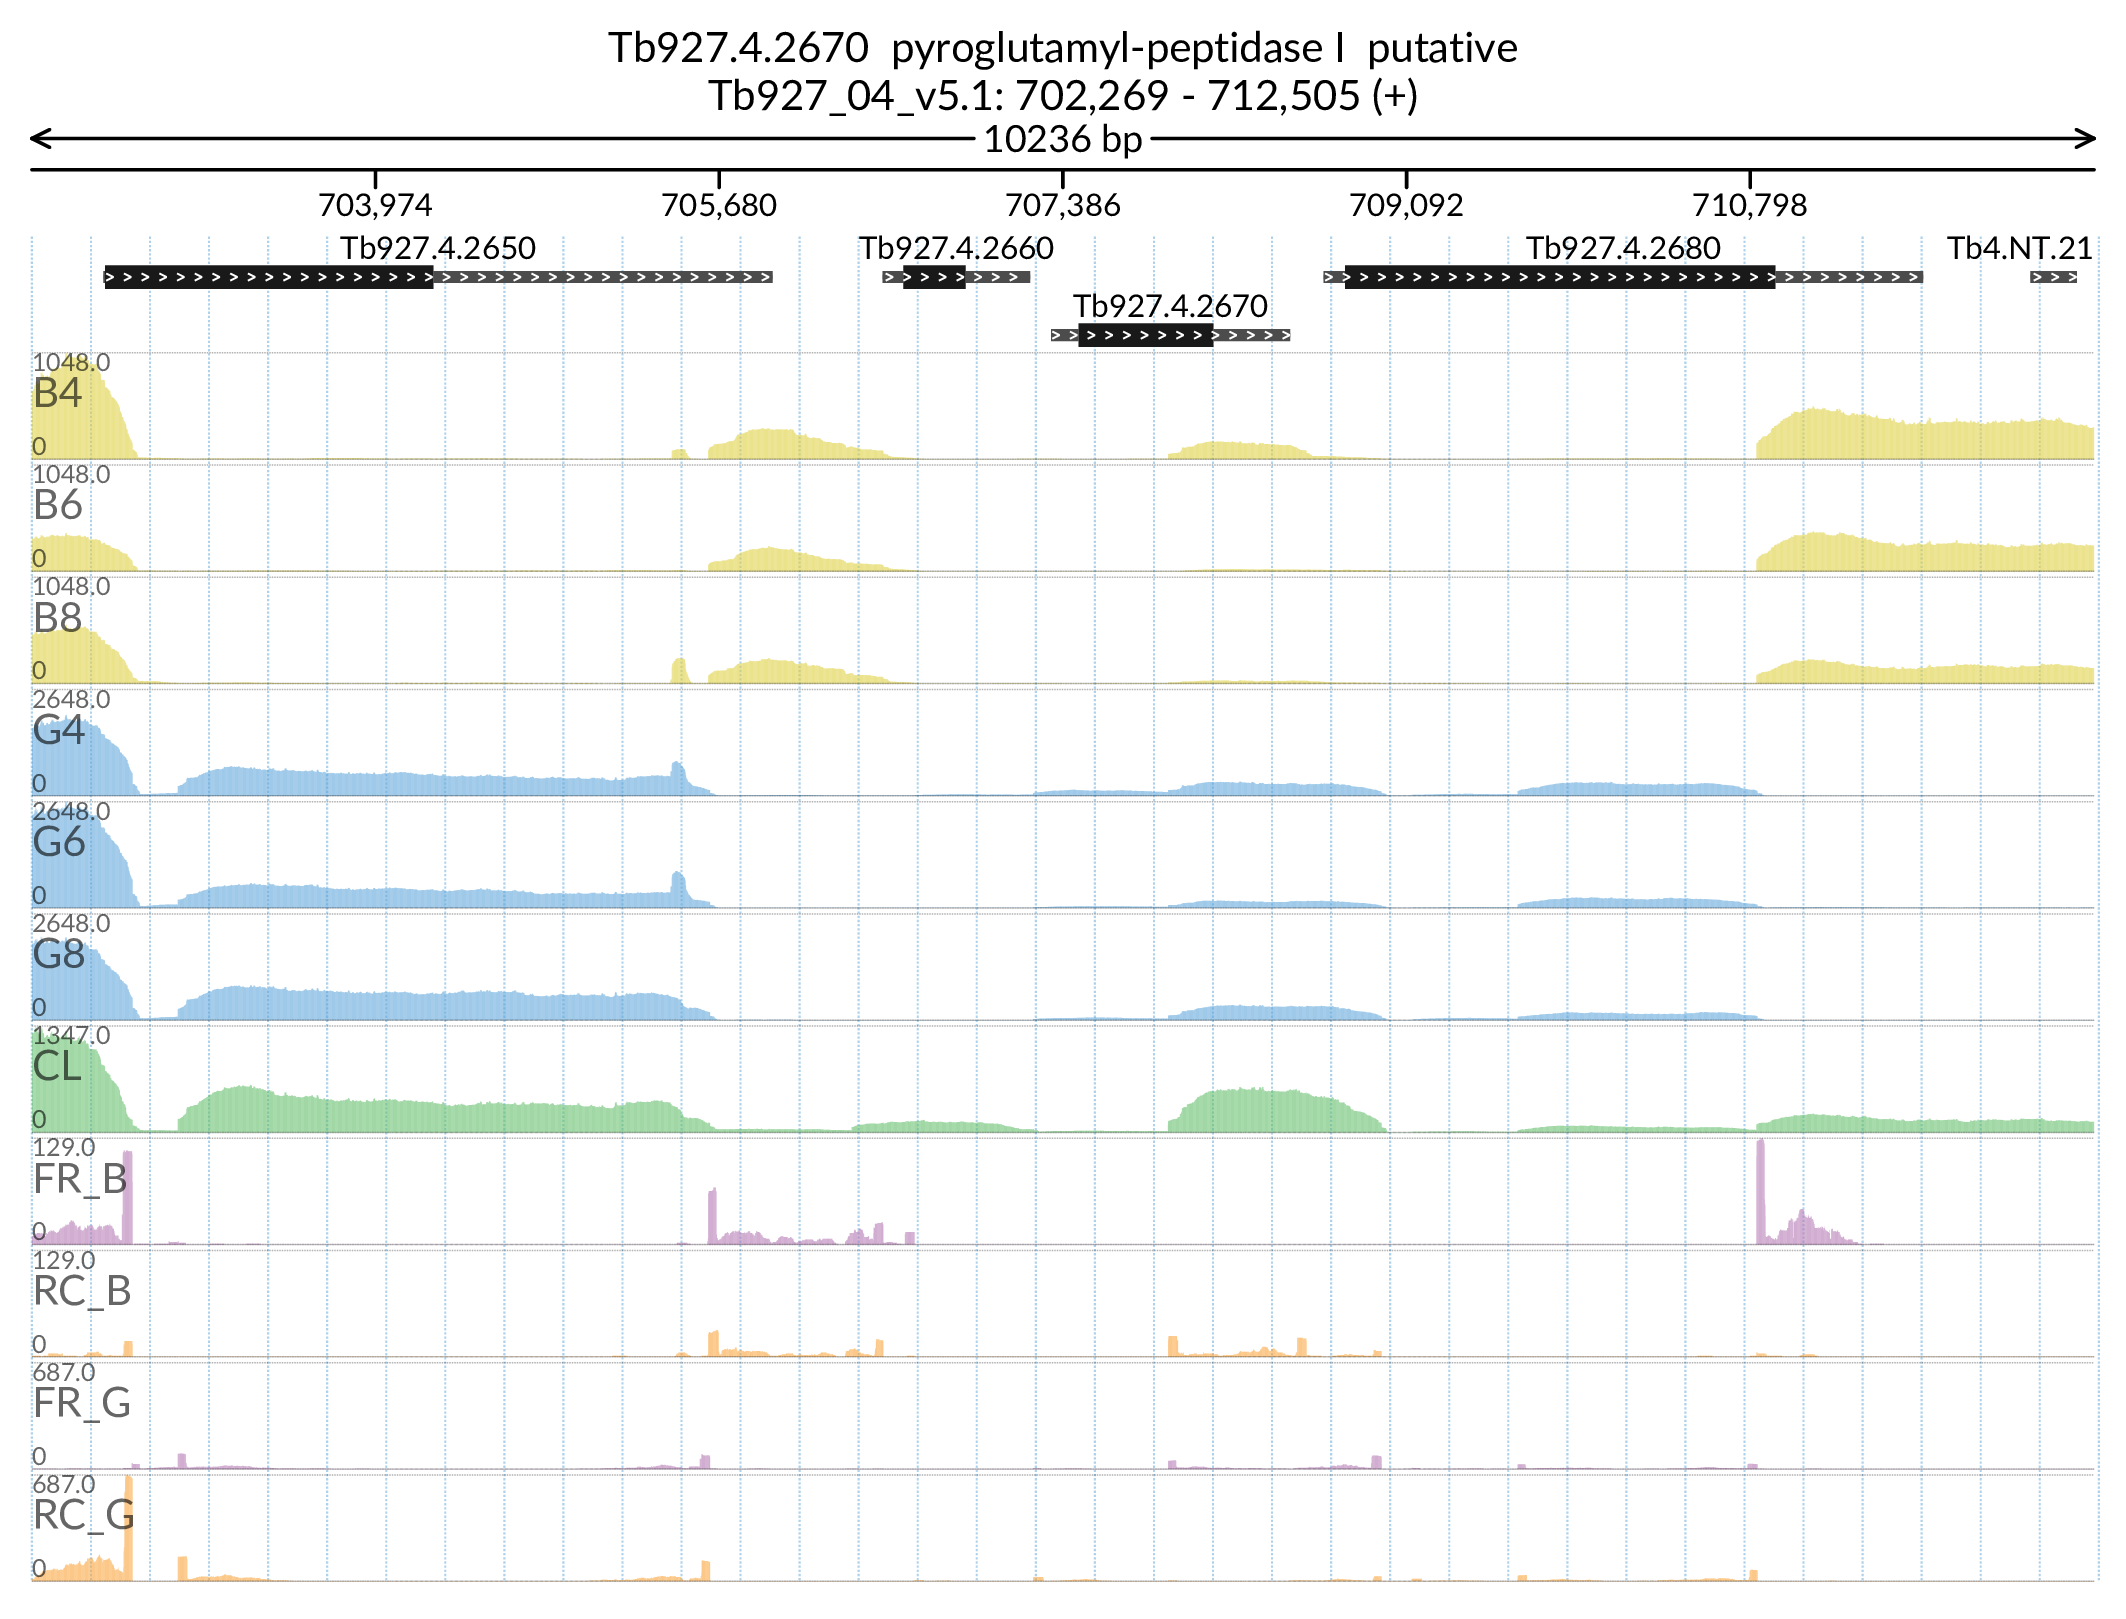 Tb927.4.2670 pyroglutamyl-peptidase I putative
Tb927_04_v5.1: 702,269 - 712,505 (+)
10236 bp
703,974 705,680 707,386 709,092 710,798
Tb927.4.2650 Tb927.4.2660 Tb927.4.2680 Tb4.NT.21
Tb927.4.2670
1048.0
B4
0
1048.0
B6
0
1048.0
B8
0
2648.0
G4
0
2648.0
G6
0
2648.0
G8
0
1347.0
CL
0
129.0
FR_B
0
129.0
RC_B
0
687.0
FR_G
0
687.0
RC_G
0